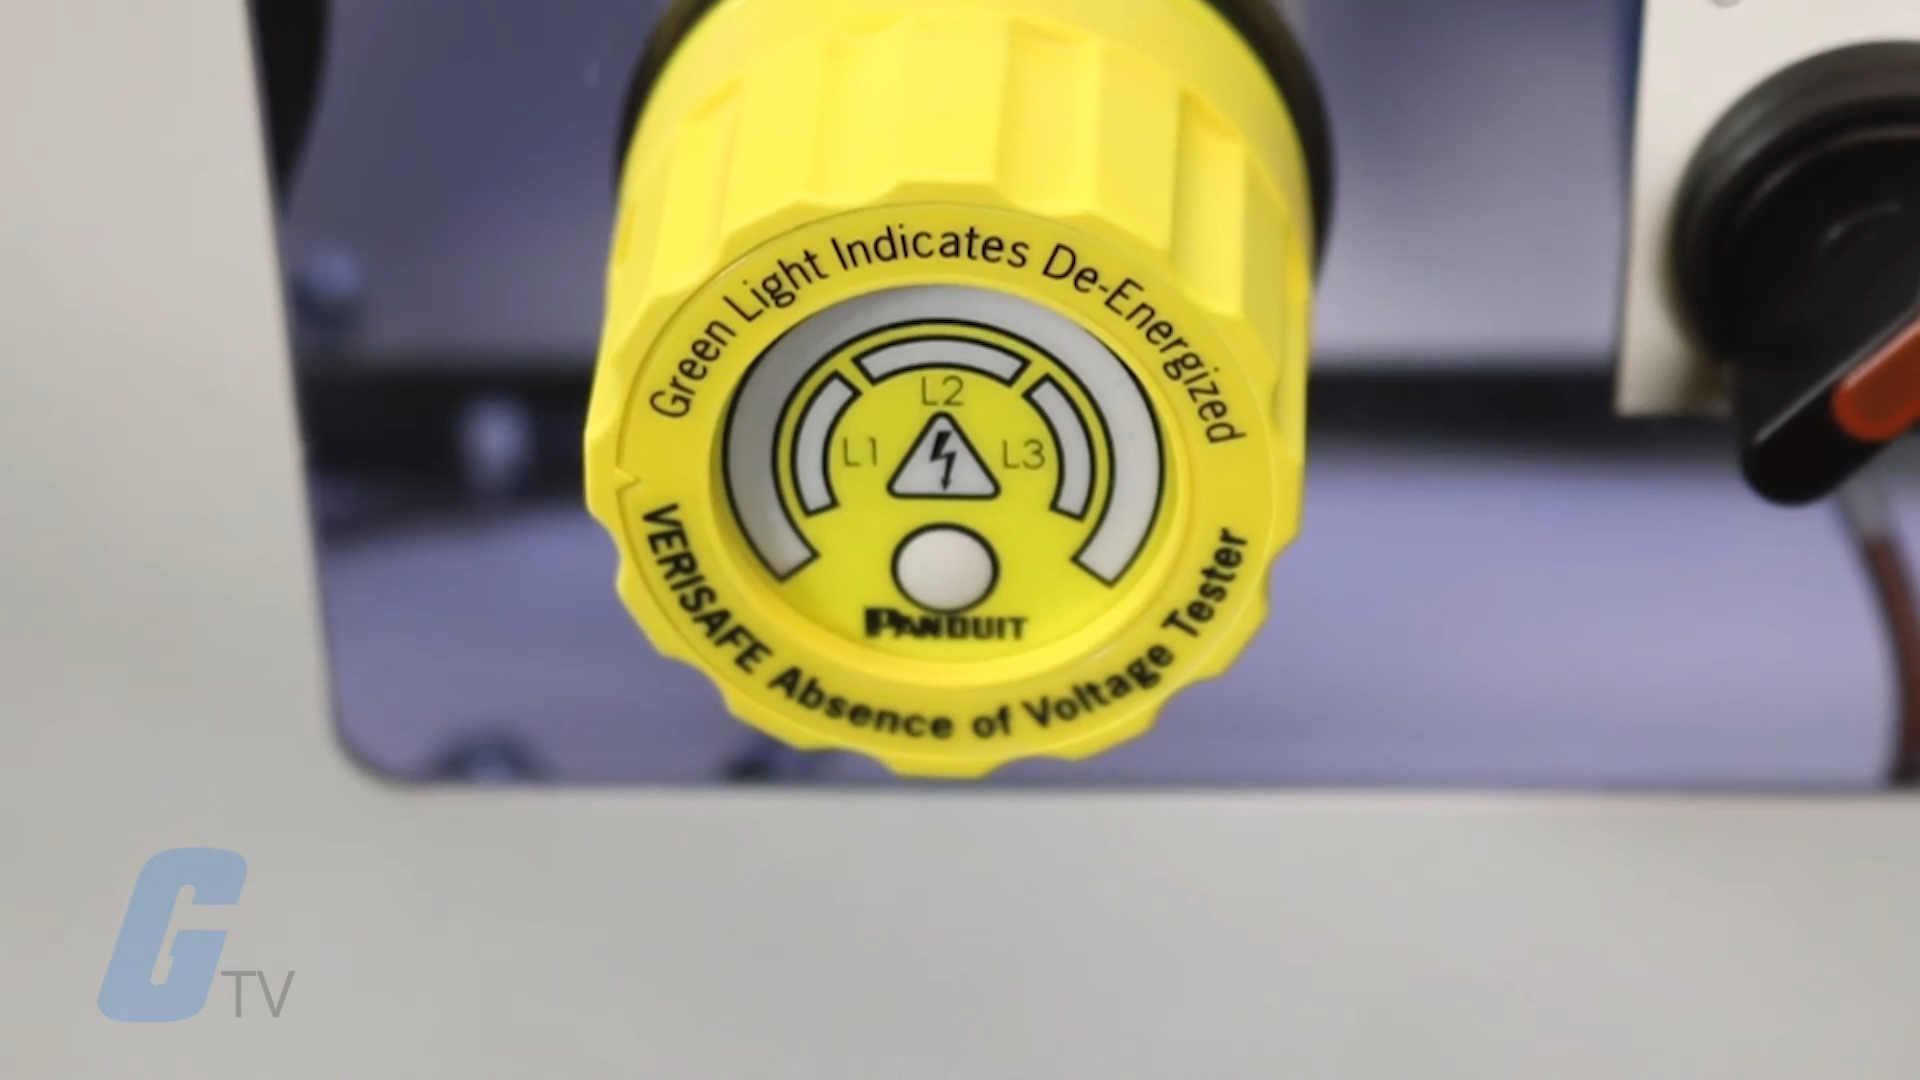 Green Light Indicates De-Energized
L2
L1
L3
PANDUIT
VERISAFE Absence of Voltage Tester
G TV